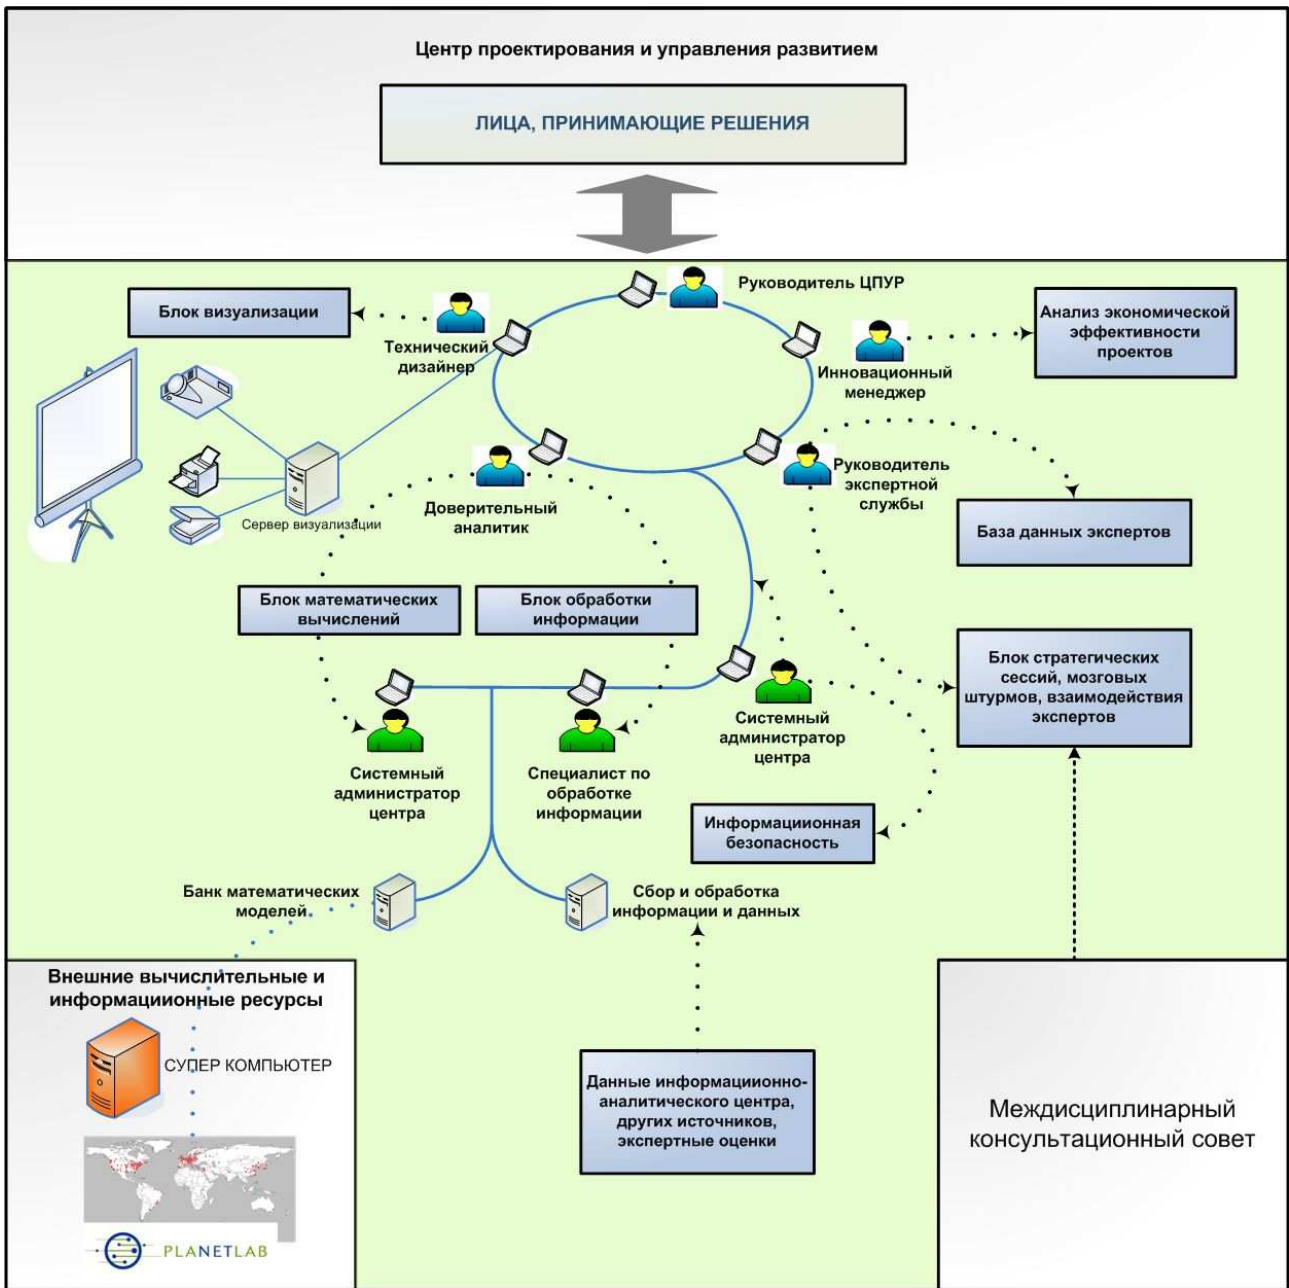 Центр проектирования и управления развитием
ЛИЦА, ПРИНИМАЮЩИЕ РЕШЕНИЯ
Руководитель ЦПУР
Блок визуализации
Технический
дизайнер
Инновационный
менеджер
Анализ экономической
эффективности
проектов
Сервер визуализации
Доверительный
аналитик
Руководитель
экспертной
службы
База данных экспертов
Блок математических
вычислений
Блок обработки
информации
Блок стратегических
сессий, мозговых
штурмов, взаимодействия
экспертов
Системный
администратор
центра
Специалист по
обработке
информации
Системный
администратор
центра
Информациионная
безопасность
Банк математических
моделей
Сбор и обработка
информации и данных
Внешние вычислительные и
информациионные ресурсы
СУПЕР КОМПЬЮТЕР
PLANETLAB
Данные информациионно-
аналитического центра,
других источников,
экспертные оценки
Междисциплинарный
консультационный совет